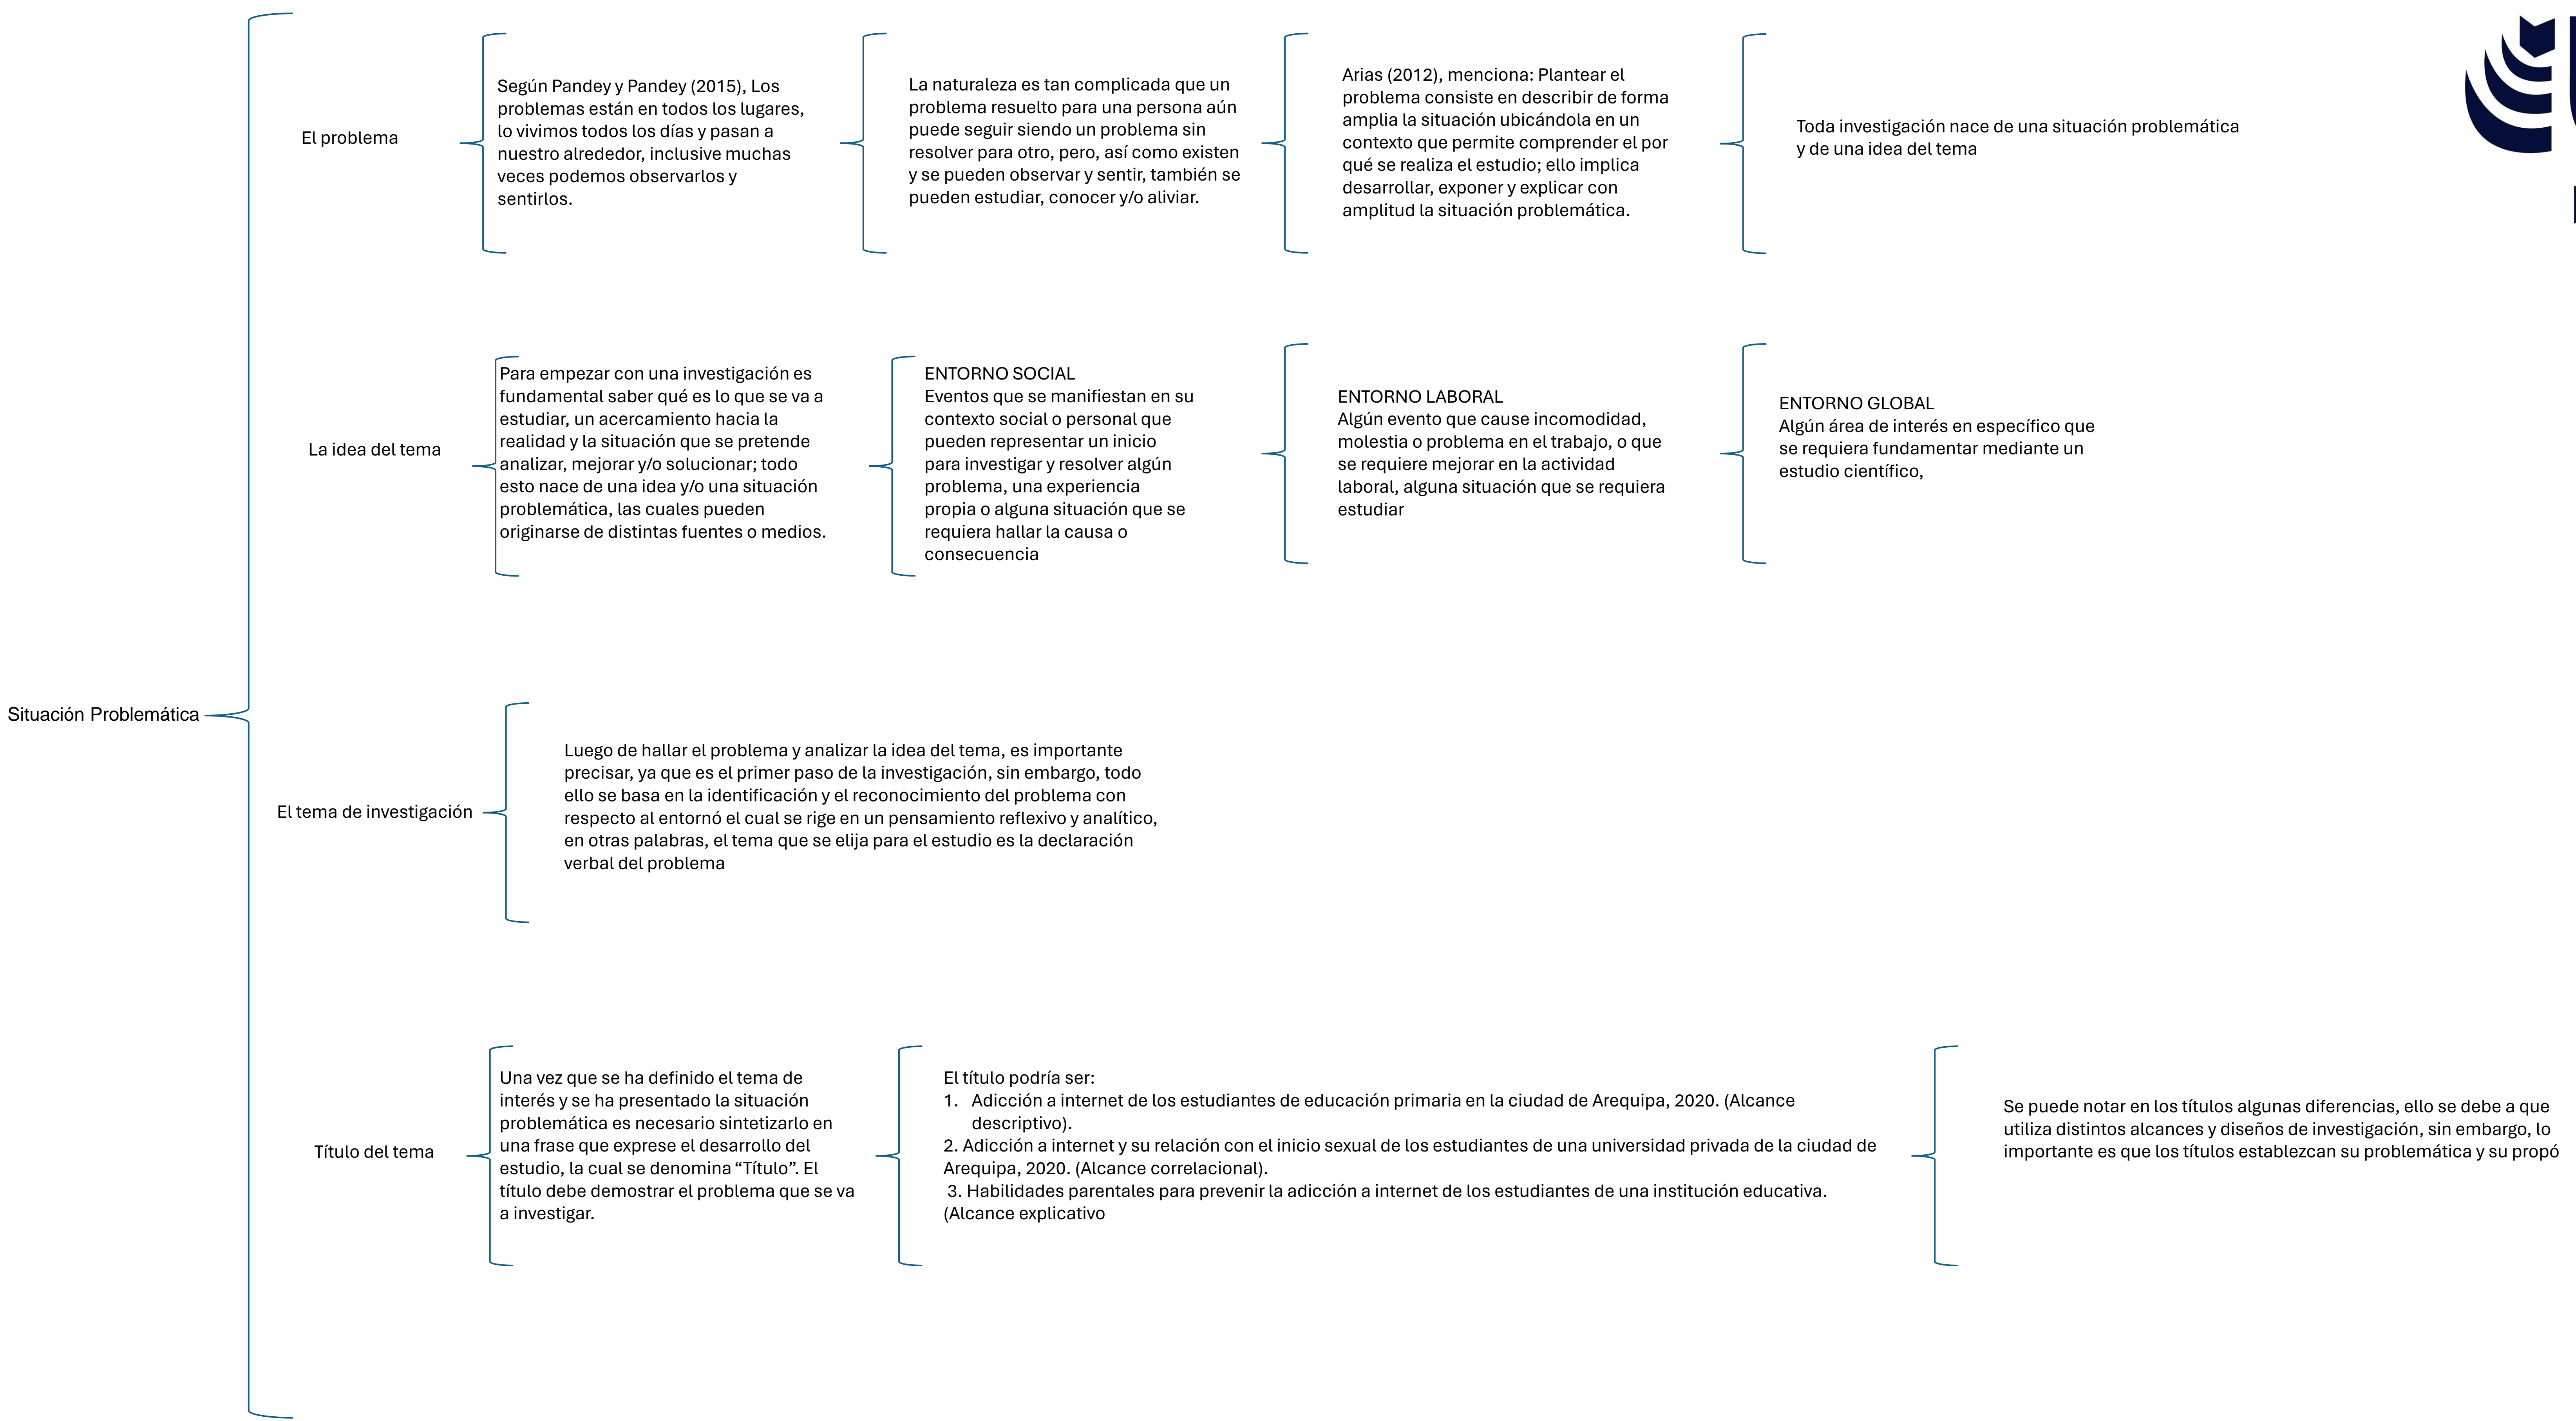 Situación Problemática
El problema
Según Pandey y Pandey (2015), Los
problemas están en todos los lugares,
lo vivimos todos los días y pasan a
nuestro alrededor, inclusive muchas
veces podemos observarlos y
sentirlos.
La naturaleza es tan complicada que un
problema resuelto para una persona aún
puede seguir siendo un problema sin
resolver para otro, pero, así como existen
y se pueden observar y sentir, también se
pueden estudiar, conocer y/o aliviar.
Arias (2012), menciona: Plantear el
problema consiste en describir de forma
amplia la situación ubicándola en un
contexto que permite comprender el por
qué se realiza el estudio; ello implica
desarrollar, exponer y explicar con
amplitud la situación problemática.
Toda investigación nace de una situación problemática
y de una idea del tema
La idea del tema
Para empezar con una investigación es
fundamental saber qué es lo que se va a
estudiar, un acercamiento hacia la
realidad y la situación que se pretende
analizar, mejorar y/o solucionar; todo
esto nace de una idea y/o una situación
problemática, las cuales pueden
originarse de distintas fuentes o medios.
ENTORNO SOCIAL
Eventos que se manifiestan en su
contexto social o personal que
pueden representar un inicio
para investigar y resolver algún
problema, una experiencia
propia o alguna situación que se
requiera hallar la causa o
consecuencia
ENTORNO LABORAL
Algún evento que cause incomodidad,
molestia o problema en el trabajo, o que
se requiere mejorar en la actividad
laboral, alguna situación que se requiera
estudiar
ENTORNO GLOBAL
Algún área de interés en específico que
se requiera fundamentar mediante un
estudio científico,
El tema de investigación
Luego de hallar el problema y analizar la idea del tema, es importante
precisar, ya que es el primer paso de la investigación, sin embargo, todo
ello se basa en la identificación y el reconocimiento del problema con
respecto al entornó el cual se rige en un pensamiento reflexivo y analítico,
en otras palabras, el tema que se elija para el estudio es la declaración
verbal del problema
Título del tema
Una vez que se ha definido el tema de
interés y se ha presentado la situación
problemática es necesario sintetizarlo en
una frase que exprese el desarrollo del
estudio, la cual se denomina “Título”. El
título debe demostrar el problema que se va
a investigar.
El título podría ser:
1. Adicción a internet de los estudiantes de educación primaria en la ciudad de Arequipa, 2020. (Alcance
descriptivo).
2. Adicción a internet y su relación con el inicio sexual de los estudiantes de una universidad privada de la ciudad de
Arequipa, 2020. (Alcance correlacional).
3. Habilidades parentales para prevenir la adicción a internet de los estudiantes de una institución educativa.
(Alcance explicativo
Se puede notar en los títulos algunas diferencias, ello se debe a que
utiliza distintos alcances y diseños de investigación, sin embargo, lo
importante es que los títulos establezcan su problemática y su propó